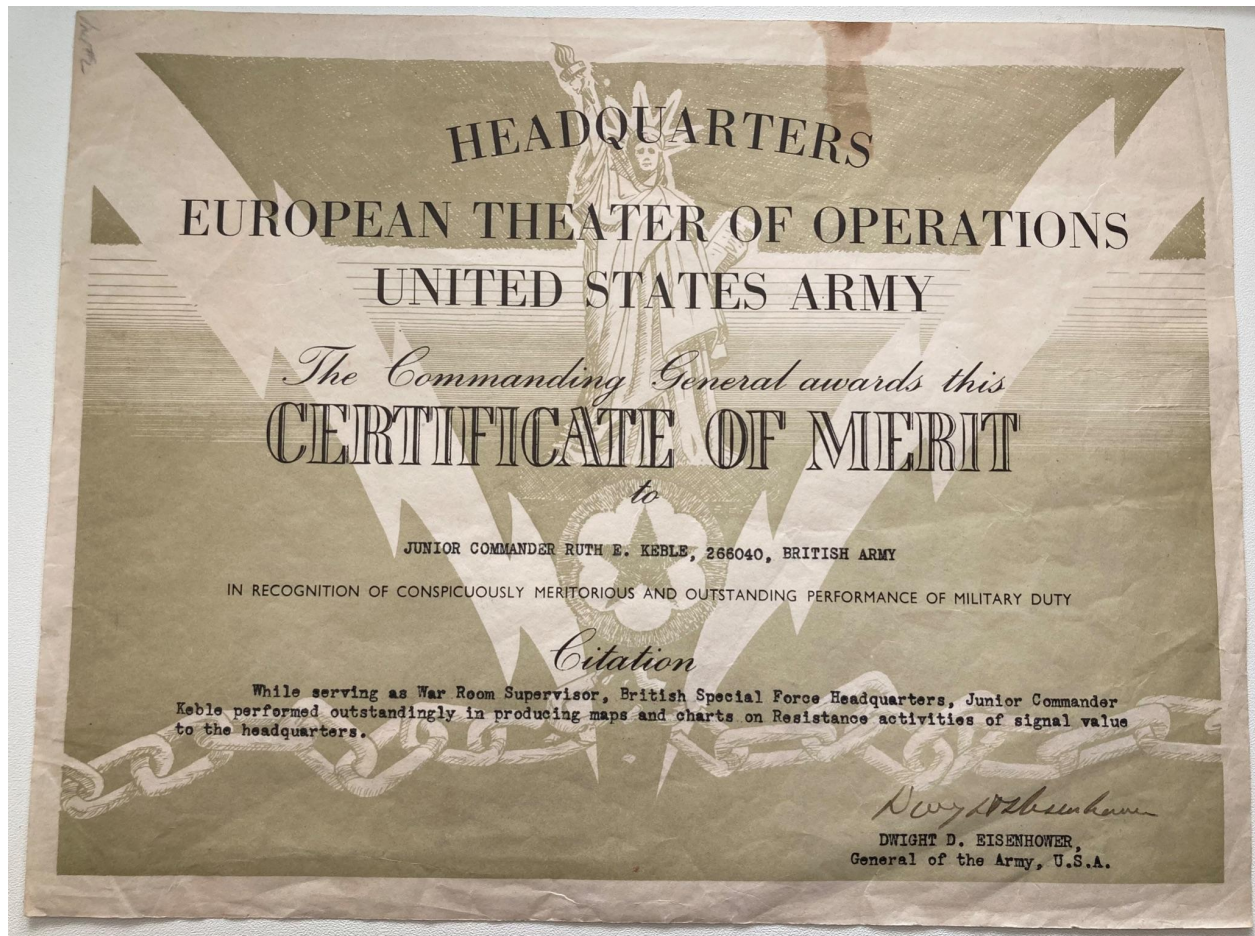 HEADQUARTERS
EUROPEAN THEATER OF OPERATIONS
UNITED STATES ARMY
The Commanding General awards this
CERTIFICATE OF MERIT
to
JUNIOR COMMANDER RUTH E. KEBLE, 266040, BRITISH ARMY
IN RECOGNITION OF CONSPICUOUSLY MERITORIOUS AND OUTSTANDING PERFORMANCE OF MILITARY DUTY
Citation
While serving as War Room Supervisor, British Special Force Headquarters, Junior Commander
Keble performed outstandingly in producing maps and charts on Resistance activities of signal value
to the headquarters.
Dwight D Eisenhower
DWIGHT D. EISENHOWER,
General of the Army, U.S.A.